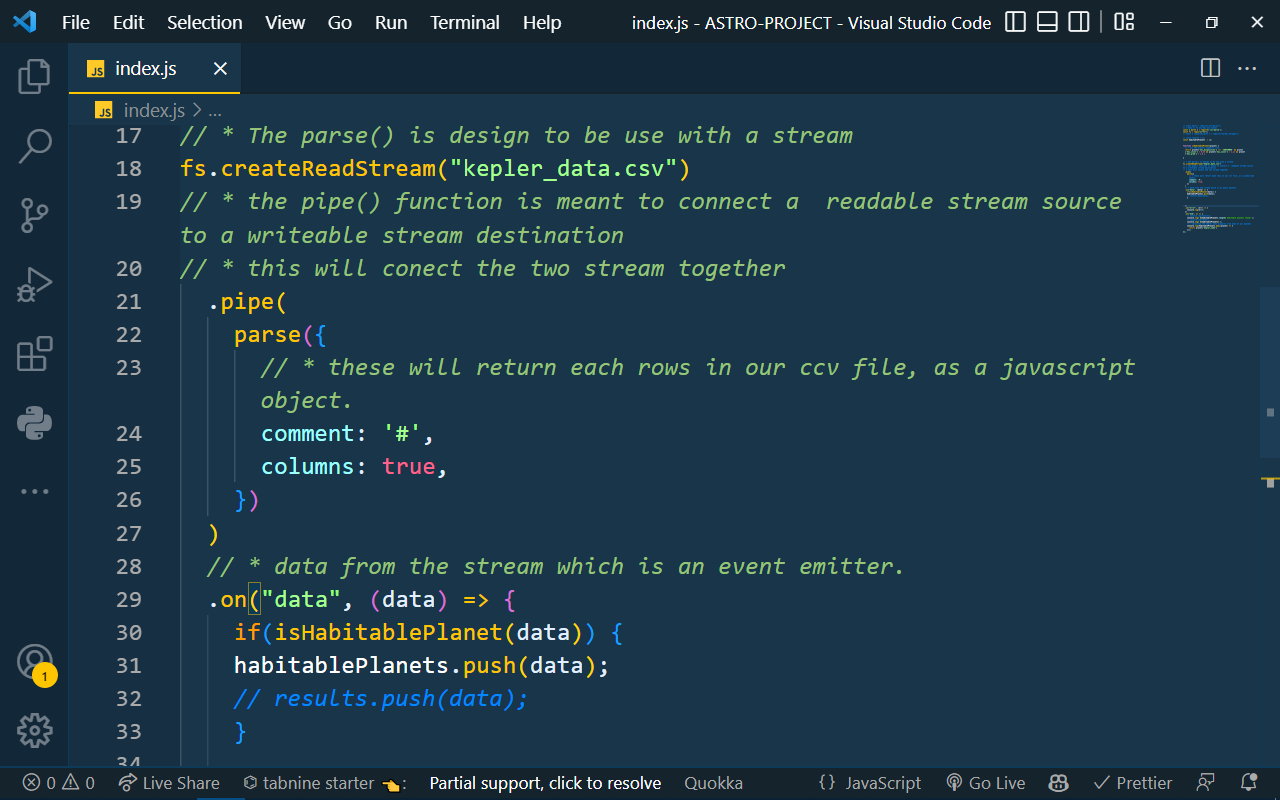 File Edit Selection View Go Run Terminal Help index.js - ASTRO-PROJECT - Visual Studio Code
JS index.js
JS index.js > ...
17 // * The parse() is design to be use with a stream
18 fs.createReadStream("kepler_data.csv")
19 // * the pipe() function is meant to connect a  readable stream source
to a writeable stream destination
20 // * this will conect the two stream together
21 .pipe(
22 parse({
23 // * these will return each rows in our ccv file, as a javascript
object.
24 comment: '#',
25 columns: true,
26 })
27 )
28 // * data from the stream which is an event emitter.
29 .on("data", (data) => {
30 if(isHabitablePlanet(data)) {
31 habitablePlanets.push(data);
32 // results.push(data);
33 }
34
1
0 0 Live Share tabnine starter 👈: Partial support, click to resolve Quokka {} JavaScript Go Live Prettier